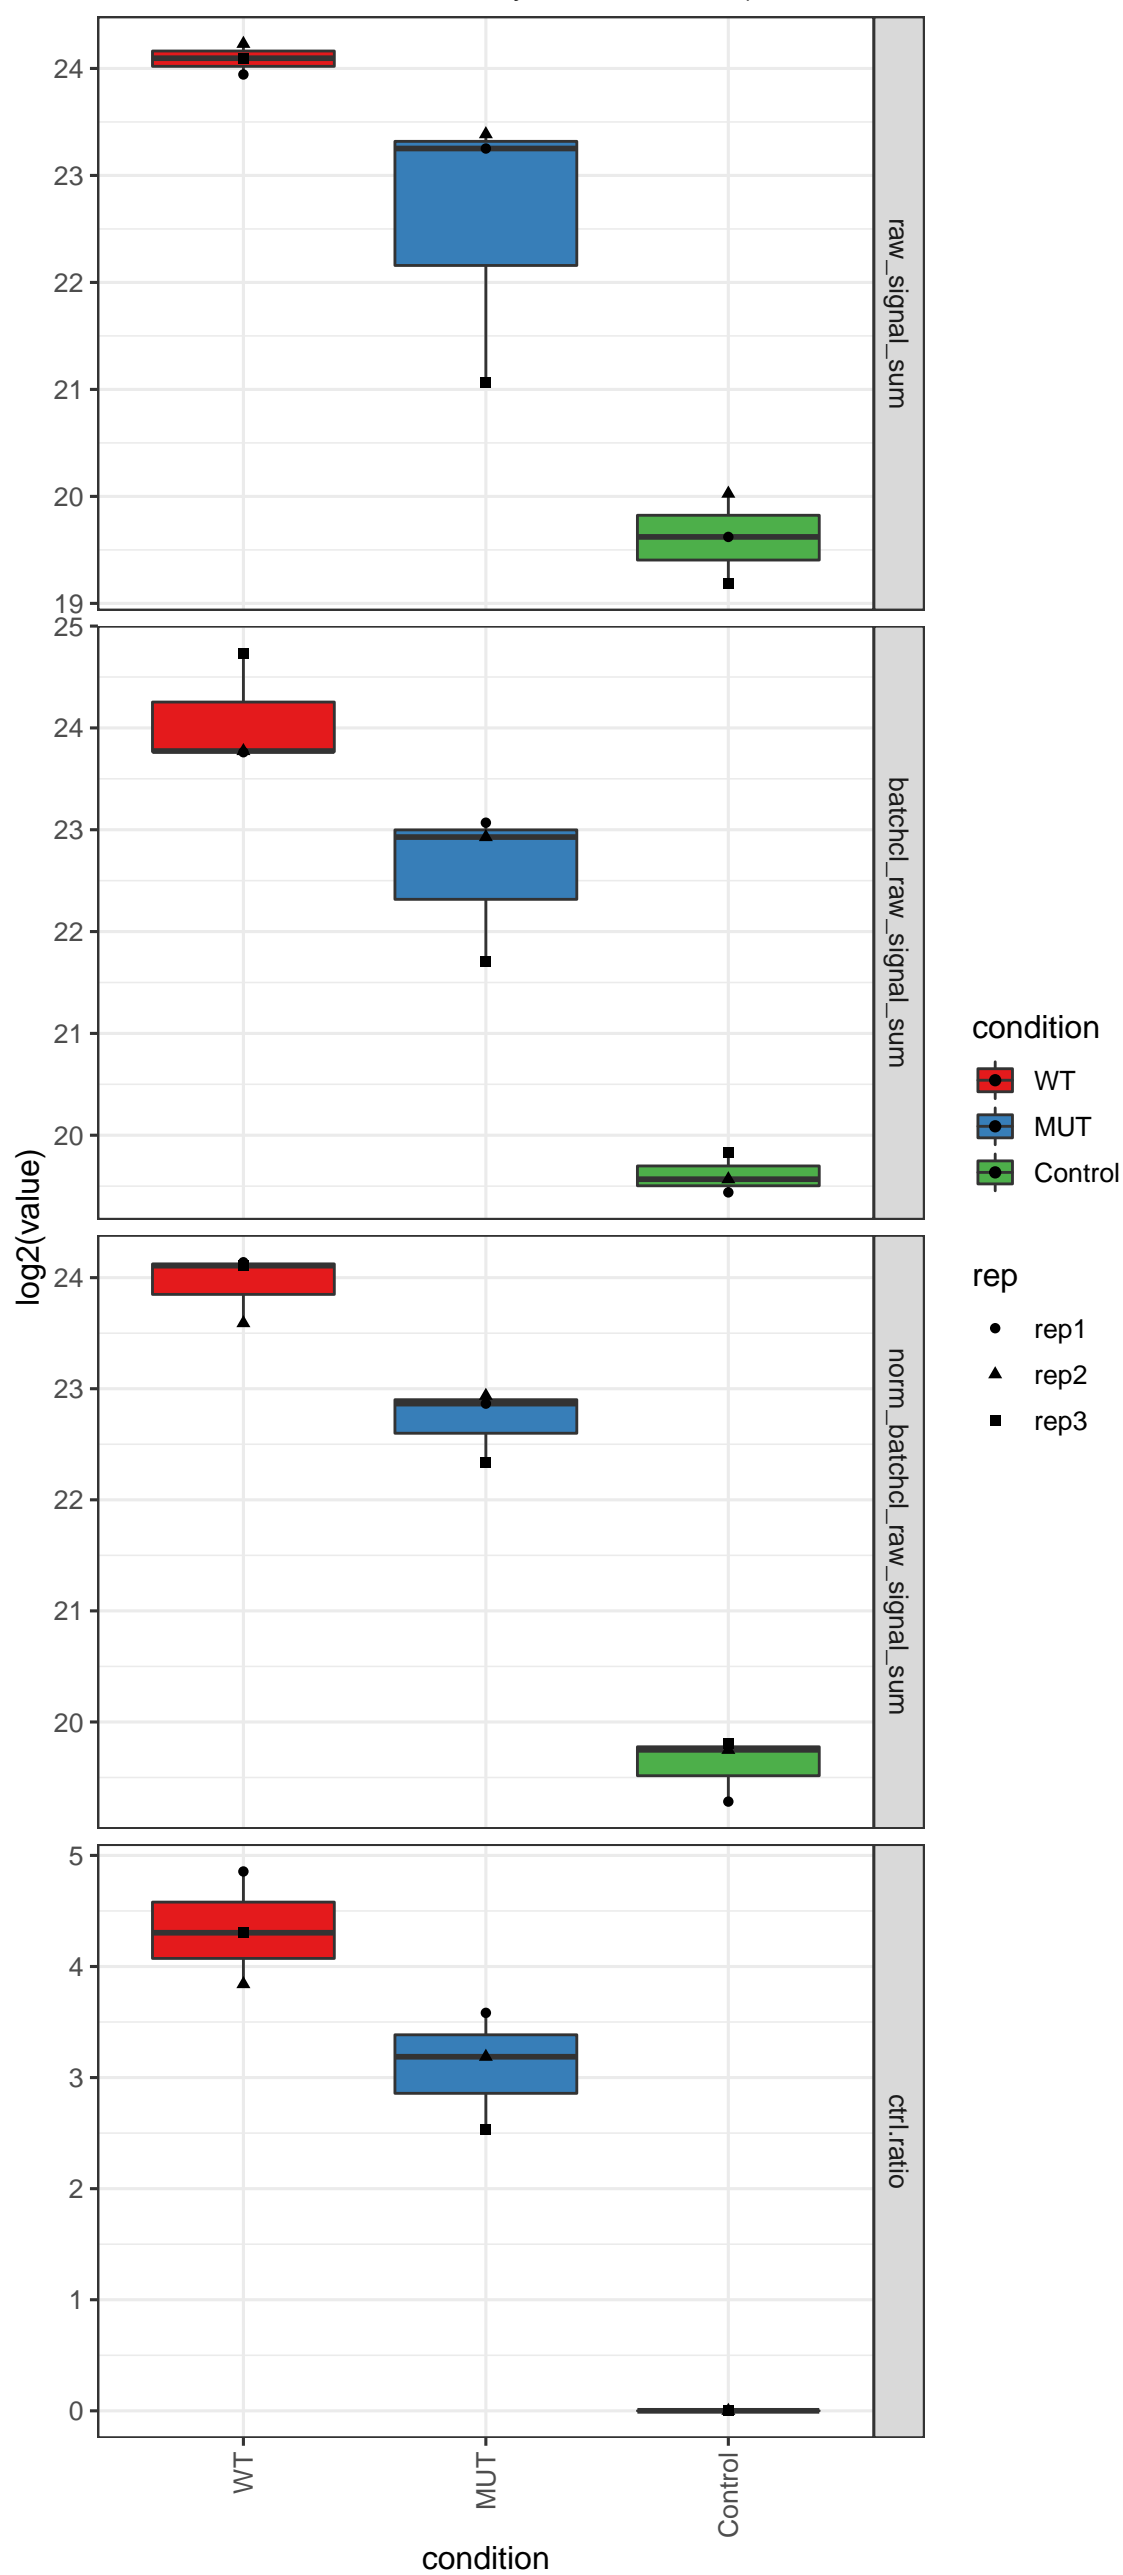 24
23
22
21
20
19
raw_signal_sum
25
24
23
22
21
20
batchcl_raw_signal_sum
24
23
22
21
20
norm_batchcl_raw_signal_sum
5
4
3
2
1
0
ctrl.ratio
log2(value)
WT
MUT
Control
condition
condition
WT
MUT
Control
rep
rep1
rep2
rep3